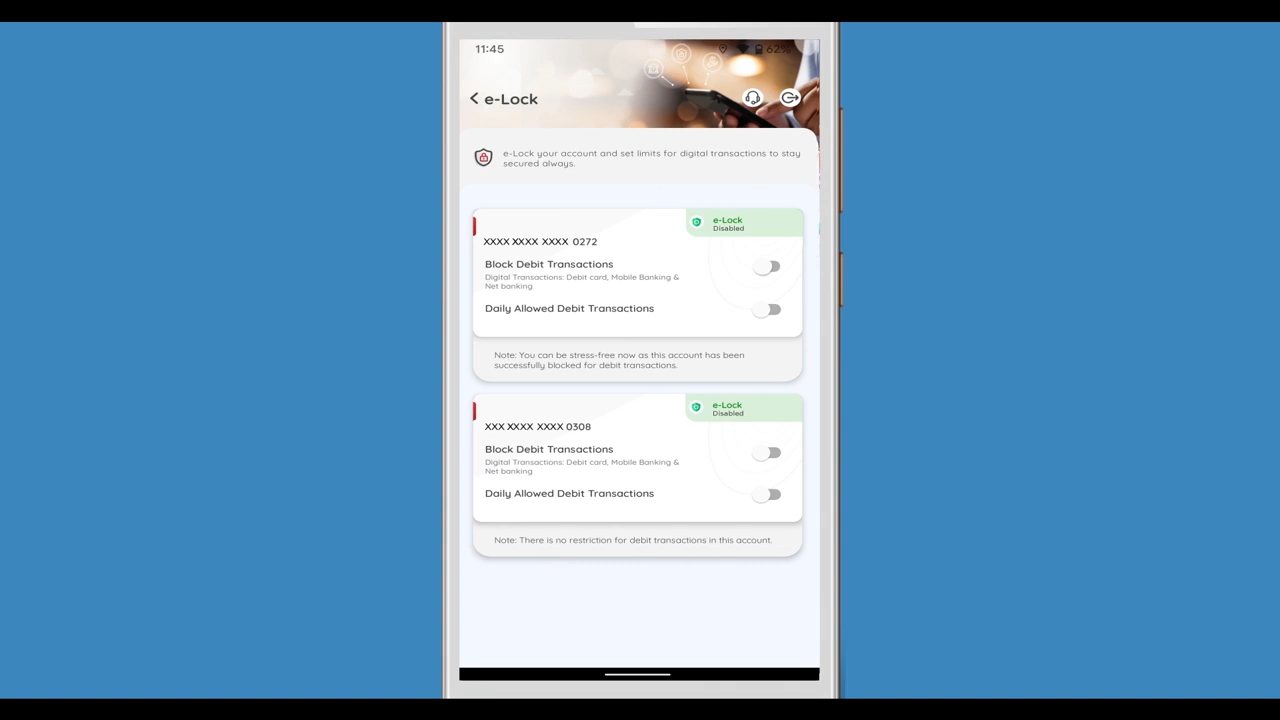 11:45
62%
e-Lock
e-Lock your account and set limits for digital transactions to stay
secured always.
e-Lock
Disabled
XXXX XXXX XXXX 0272
Block Debit Transactions
Digital Transactions: Debit card, Mobile Banking &
Net banking
Daily Allowed Debit Transactions
Note: You can be stress-free now as this account has been
successfully blocked for debit transactions.
e-Lock
Disabled
XXX XXXX XXXX 0308
Block Debit Transactions
Digital Transactions: Debit card, Mobile Banking &
Net banking
Daily Allowed Debit Transactions
Note: There is no restriction for debit transactions in this account.